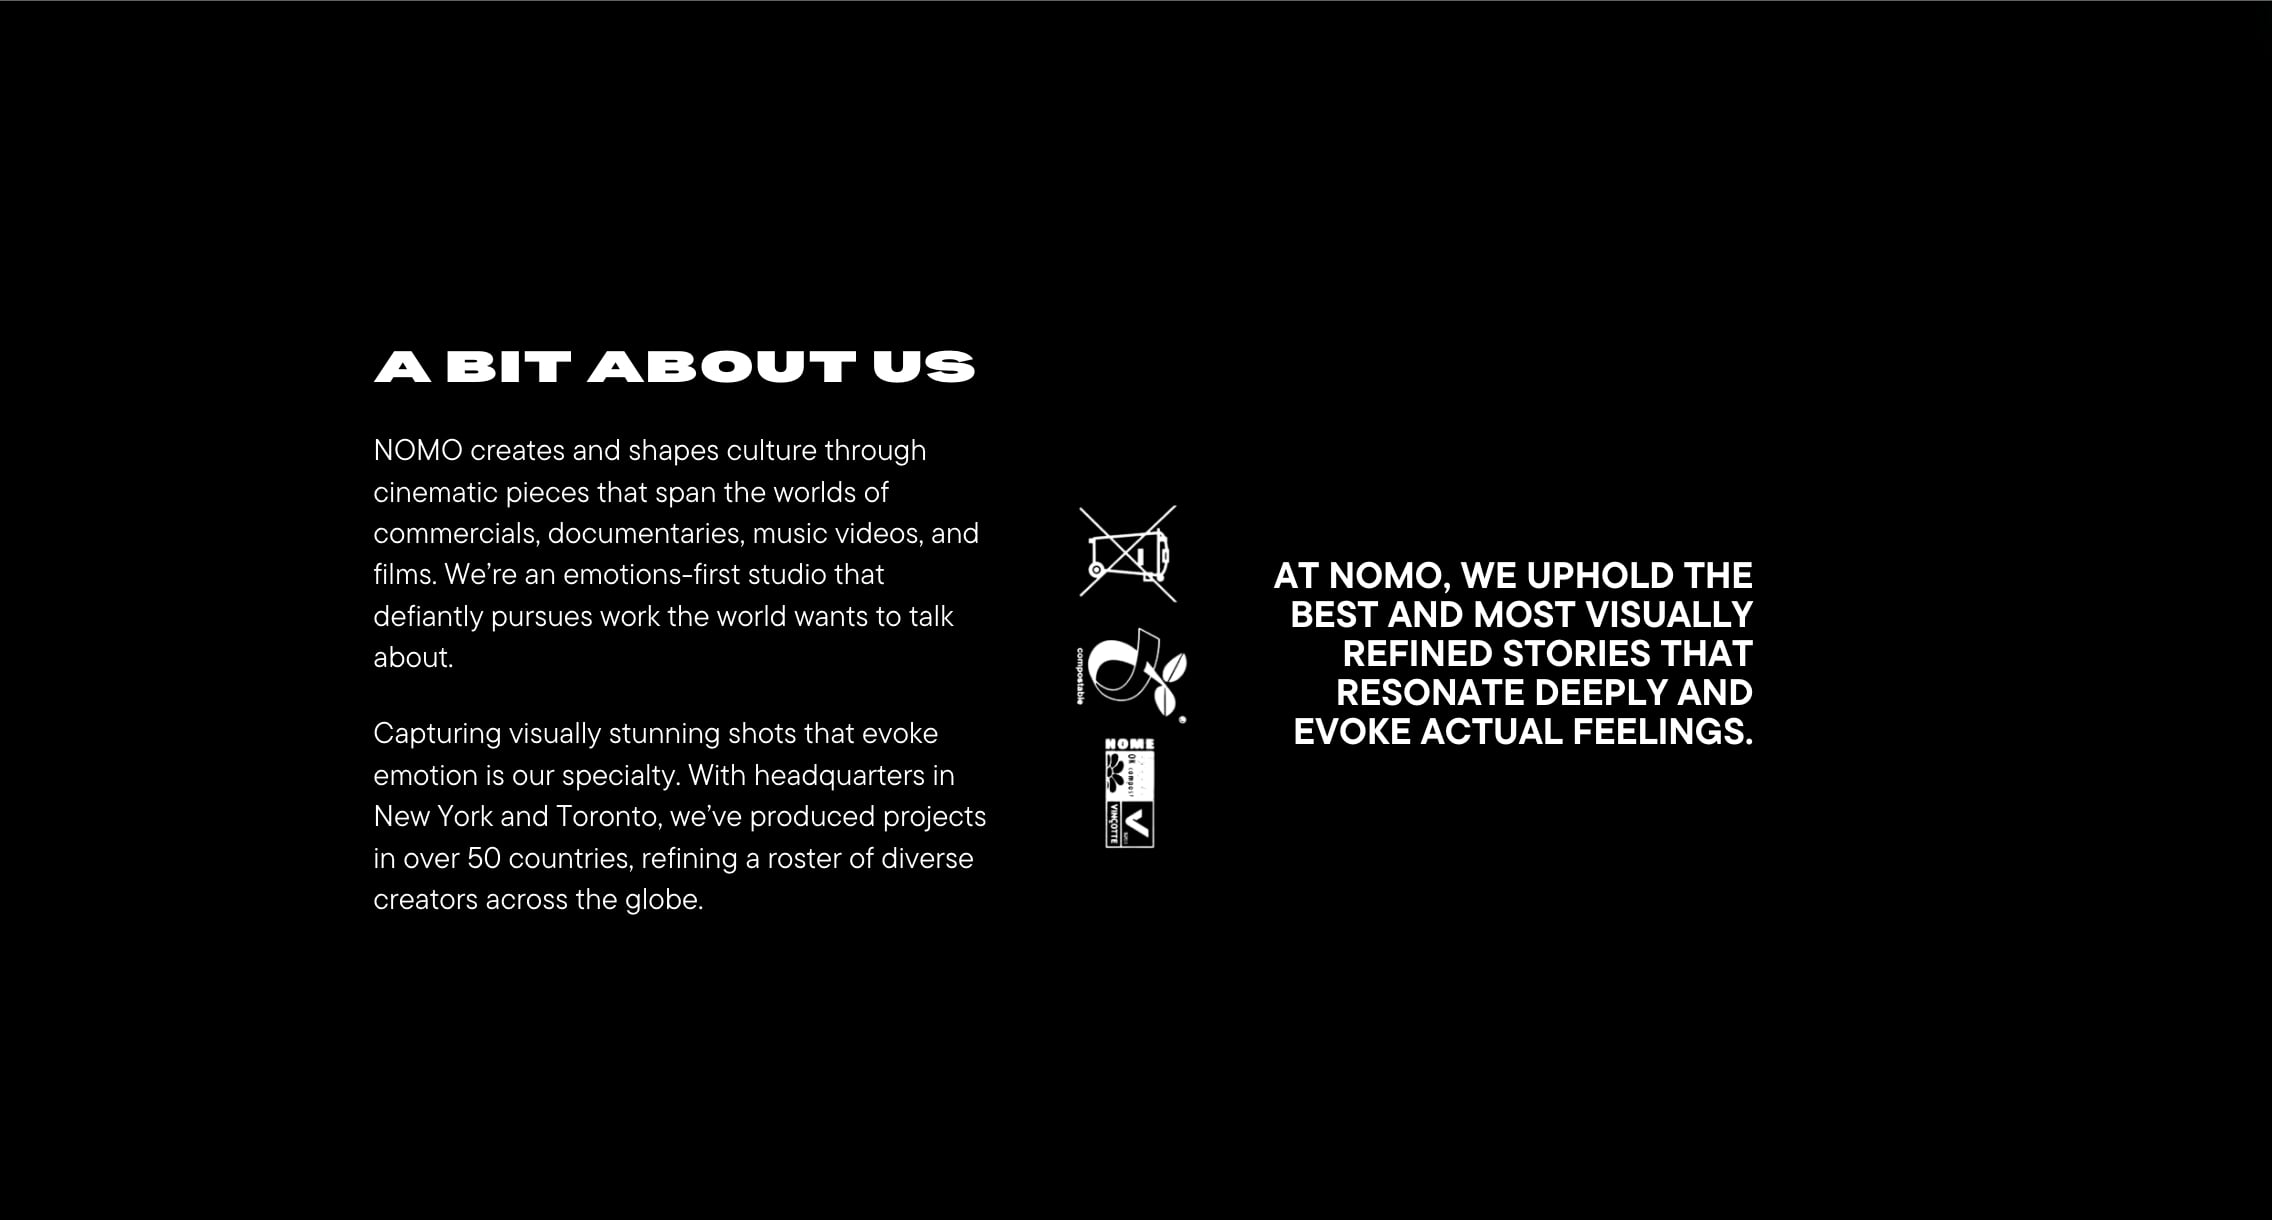 A BIT ABOUT US
NOMO creates and shapes culture through
cinematic pieces that span the worlds of
commercials, documentaries, music videos, and
films. We’re an emotions-first studio that
defiantly pursues work the world wants to talk
about.
Capturing visually stunning shots that evoke
emotion is our specialty. With headquarters in
New York and Toronto, we’ve produced projects
in over 50 countries, refining a roster of diverse
creators across the globe.
compostable
HOME
OK compost
VINÇOTTE
AT NOMO, WE UPHOLD THE
BEST AND MOST VISUALLY
REFINED STORIES THAT
RESONATE DEEPLY AND
EVOKE ACTUAL FEELINGS.